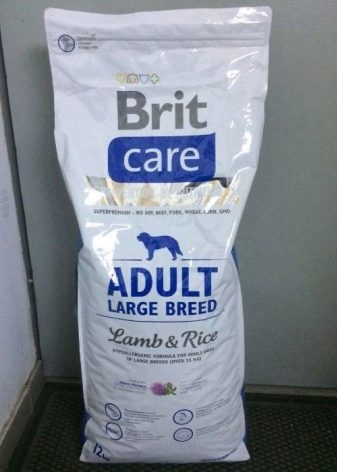 Brit
care
SUPERPREMIUM - NO SOY, BEEF, PORK, WHEAT, CORN, GMO
ADULT
LARGE BREED
Lamb & Rice
HYPOALLERGENIC FORMULA FOR ADULT DOGS
OF LARGE BREEDS (OVER 25 KG)
12 KG